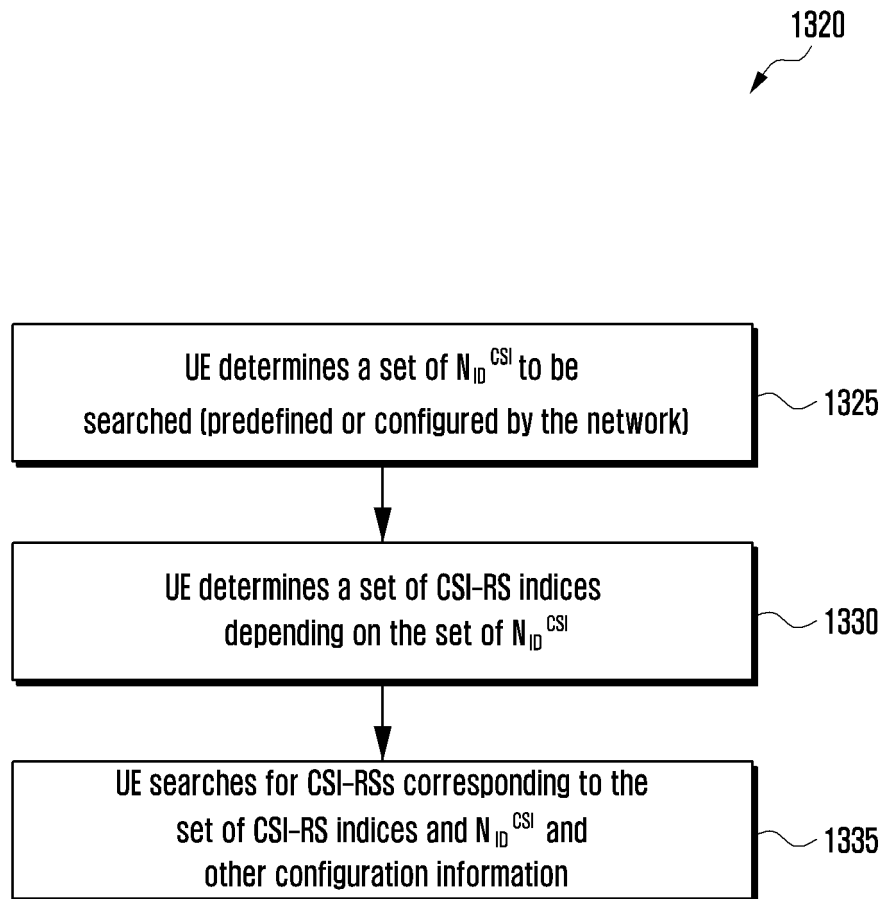 1320
UE determines a set of N_ID^CSI to be
searched (predefined or configured by the network)
1325
UE determines a set of CSI-RS indices
depending on the set of N_ID^CSI
1330
UE searches for CSI-RSs corresponding to the
set of CSI-RS indices and N_ID^CSI and
other configuration information
1335